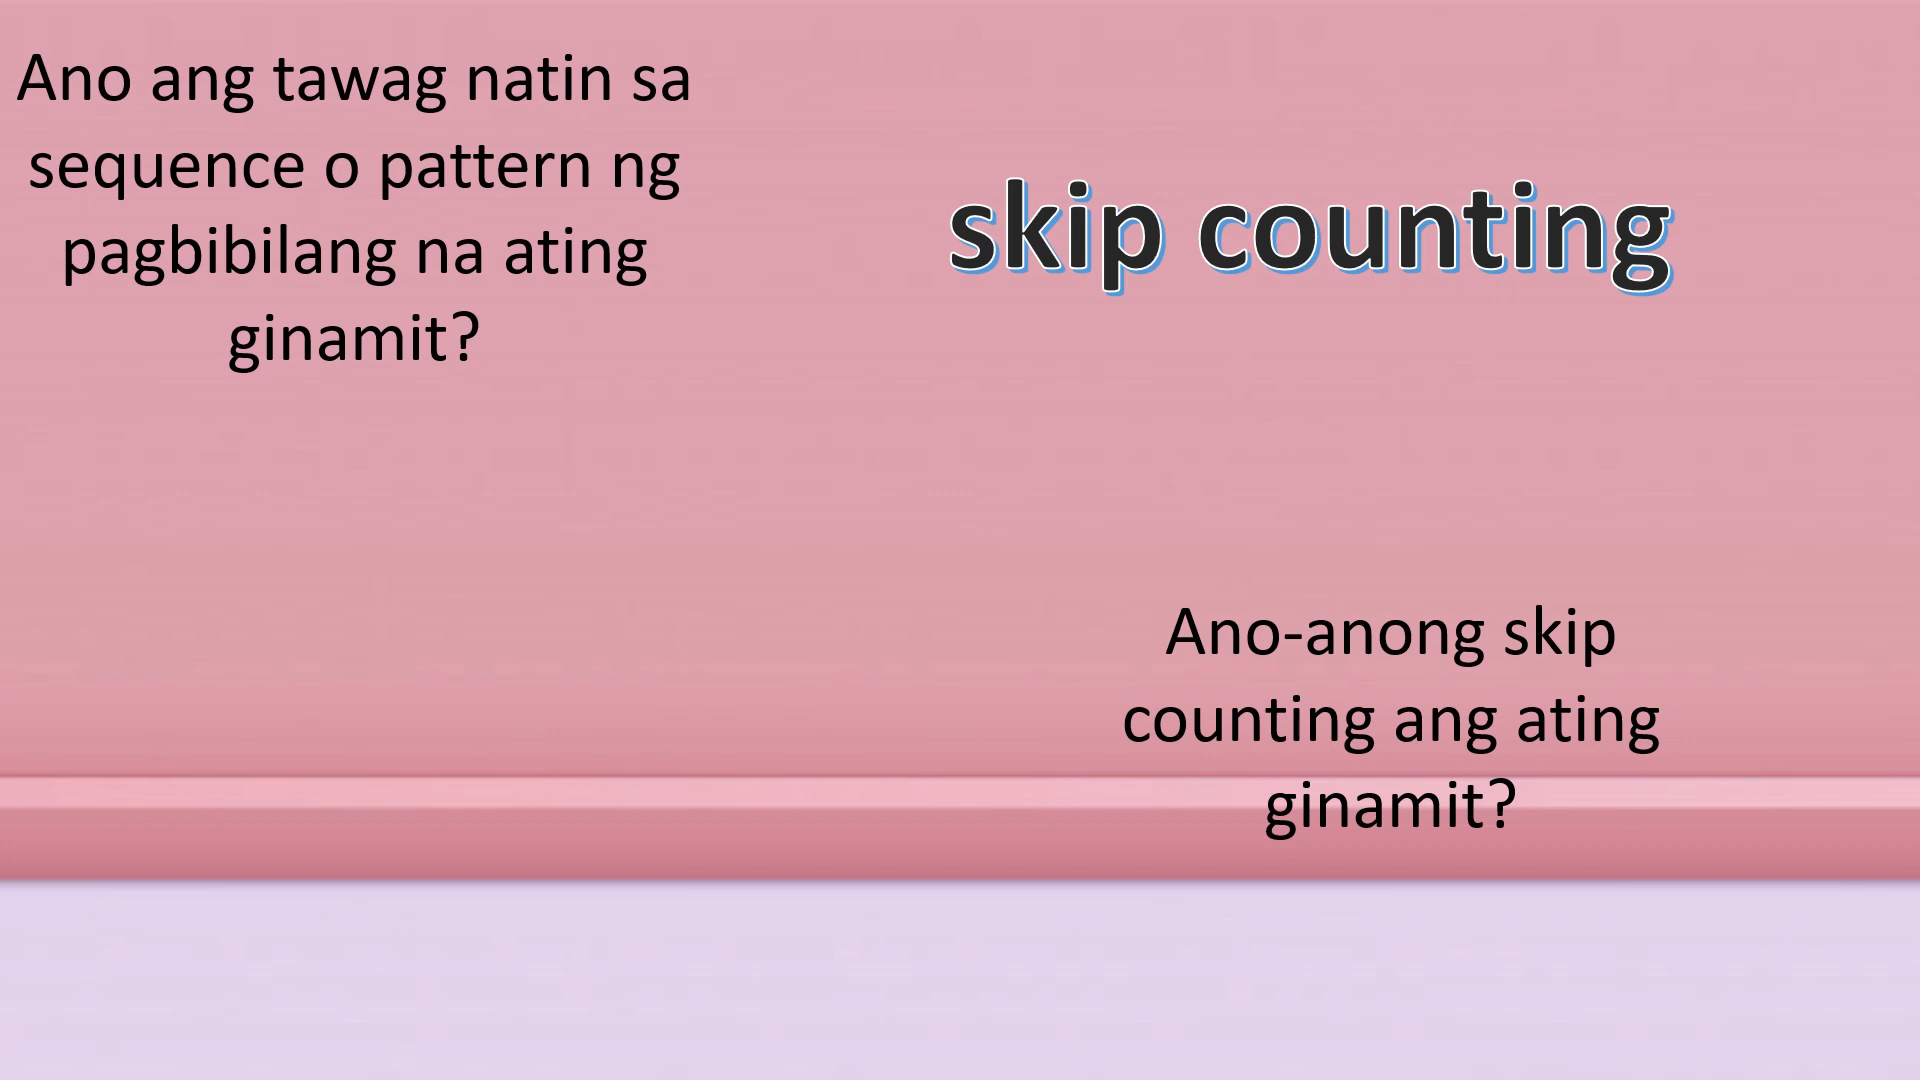 Ano ang tawag natin sa
sequence o pattern ng
pagbibilang na ating
ginamit?
skip counting
Ano-anong skip
counting ang ating
ginamit?